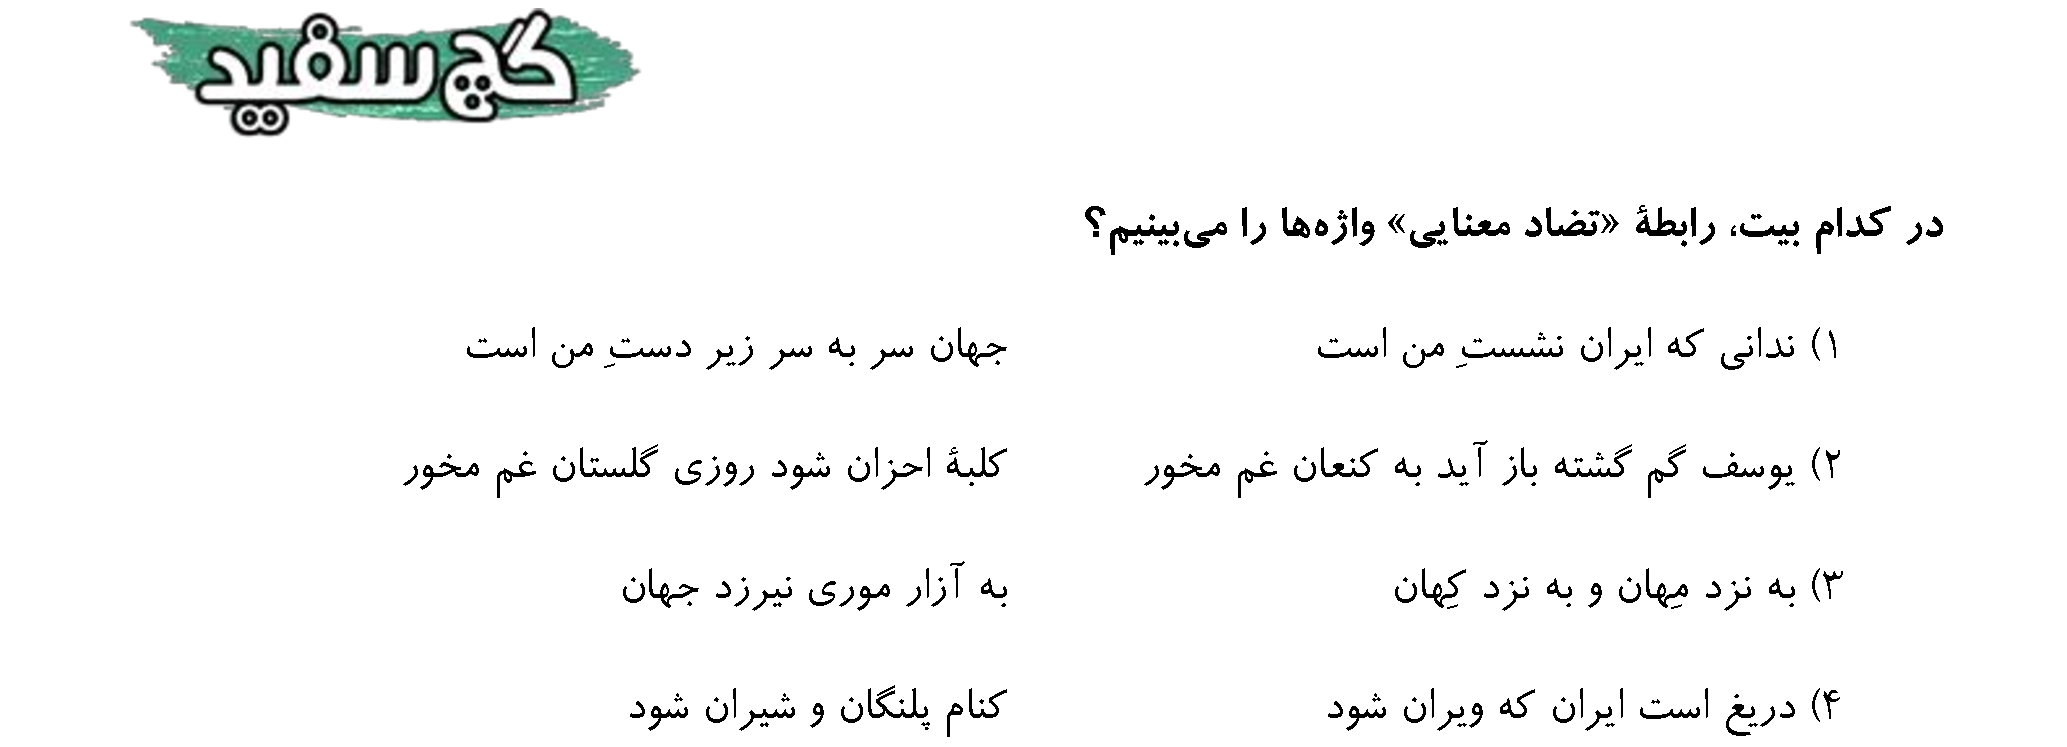 گچ سفید
در کدام بیت، رابطهٔ «تضاد معنایی» واژه‌ها را می‌بینیم؟
۱) ندانی که ایران نشستِ من است جهان سر به سر زیر دستِ من است
۲) یوسف گم گشته باز آید به کنعان غم مخور کلبهٔ احزان شود روزی گلستان غم مخور
۳) به نزد مِهان و به نزد کِهان به آزار موری نیرزد جهان
۴) دریغ است ایران که ویران شود کنام پلنگان و شیران شود